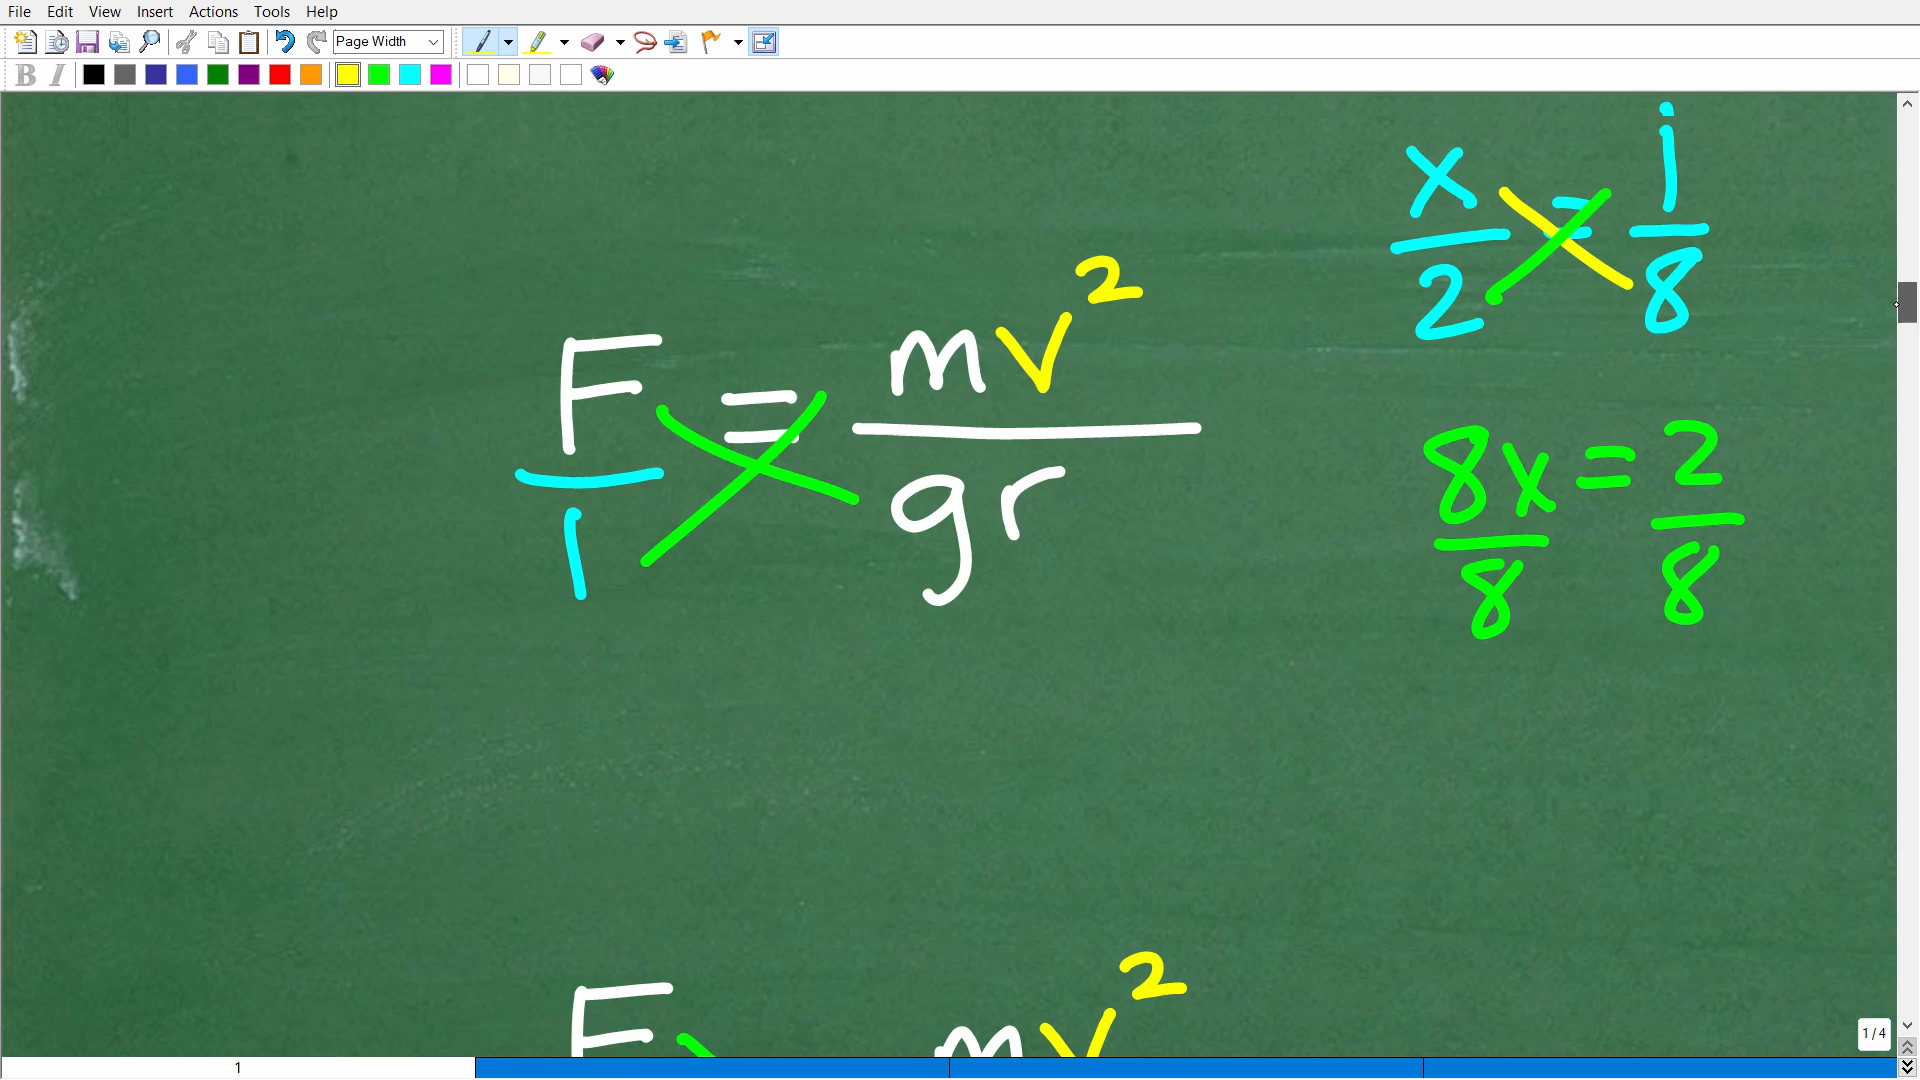 File Edit View Insert Actions Tools Help
Page Width
B I
x/2 = 1/8
F/1 = mv²/gr
8x/8 = 2/8
F mv²
1/4
1